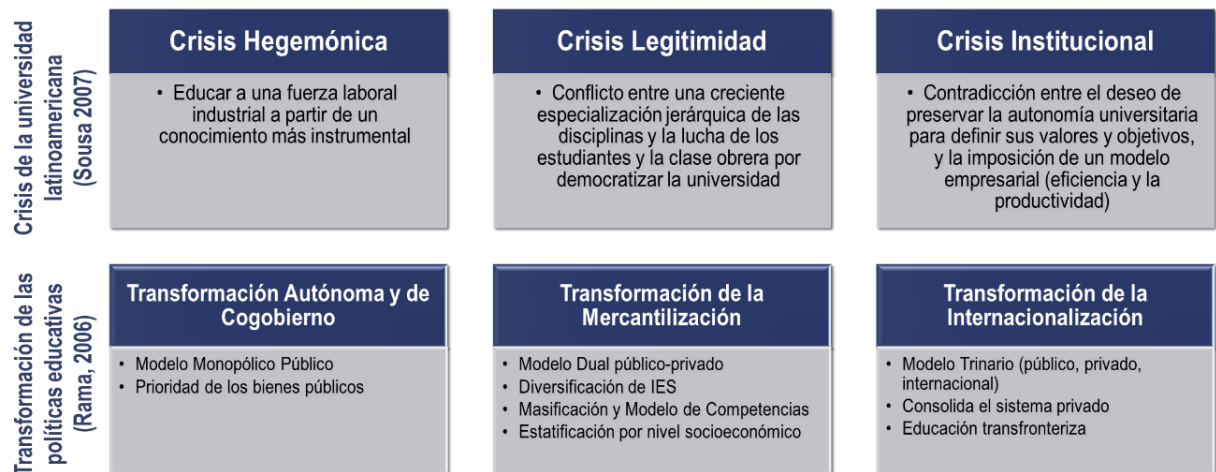 Crisis de la universidad
latinoamericana
(Sousa 2007)
Crisis Hegemónica
• Educar a una fuerza laboral
industrial a partir de un
conocimiento más instrumental
Crisis Legitimidad
• Conflicto entre una creciente
especialización jerárquica de las
disciplinas y la lucha de los
estudiantes y la clase obrera por
democratizar la universidad
Crisis Institucional
• Contradicción entre el deseo de
preservar la autonomía universitaria
para definir sus valores y objetivos,
y la imposición de un modelo
empresarial (eficiencia y la
productividad)
Transformación de las
políticas educativas
(Rama, 2006)
Transformación Autónoma y de
Cogobierno
• Modelo Monopólico Público
• Prioridad de los bienes públicos
Transformación de la
Mercantilización
• Modelo Dual público-privado
• Diversificación de IES
• Masificación y Modelo de Competencias
• Estatificación por nivel socioeconómico
Transformación de la
Internacionalización
• Modelo Trinario (público, privado,
internacional)
• Consolida el sistema privado
• Educación transfronteriza